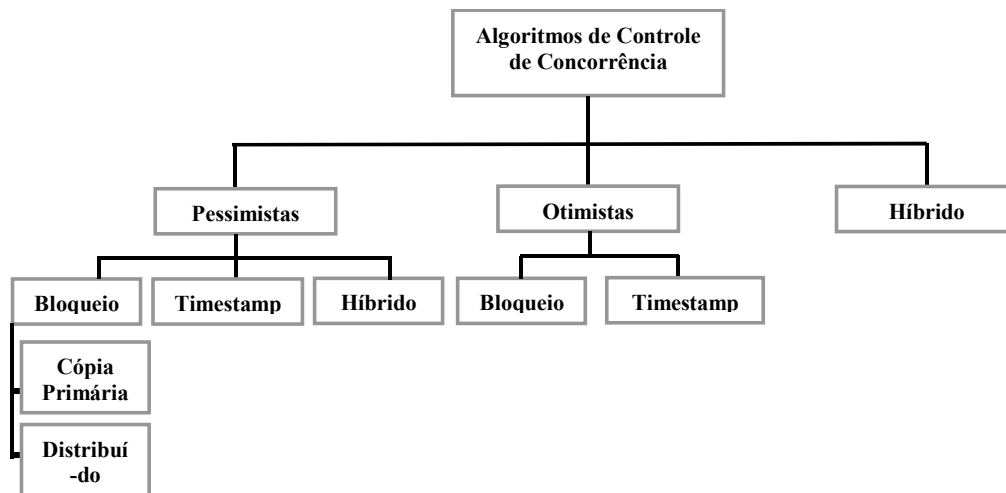 Algoritmos de Controle
de Concorrência
Pessimistas
Otimistas
Híbrido
Bloqueio
Timestamp
Híbrido
Bloqueio
Timestamp
Cópia
Primária
Distribuí
-do